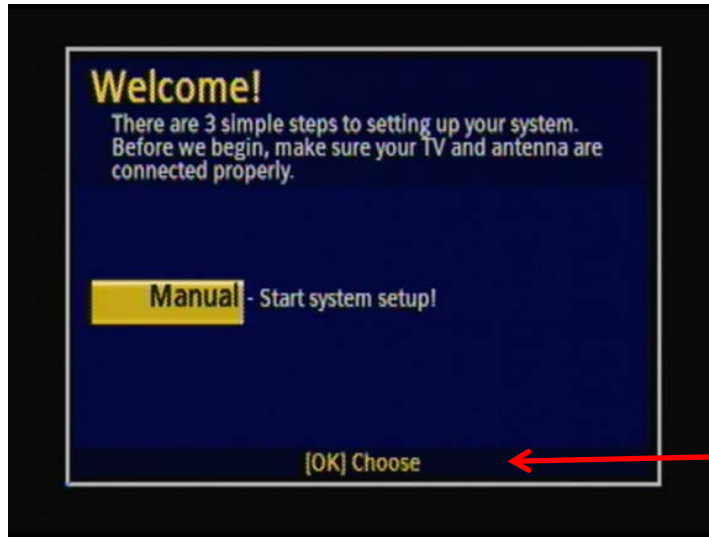 Welcome!
There are 3 simple steps to setting up your system.
Before we begin, make sure your TV and antenna are
connected properly.
Manual - Start system setup!
[OK] Choose